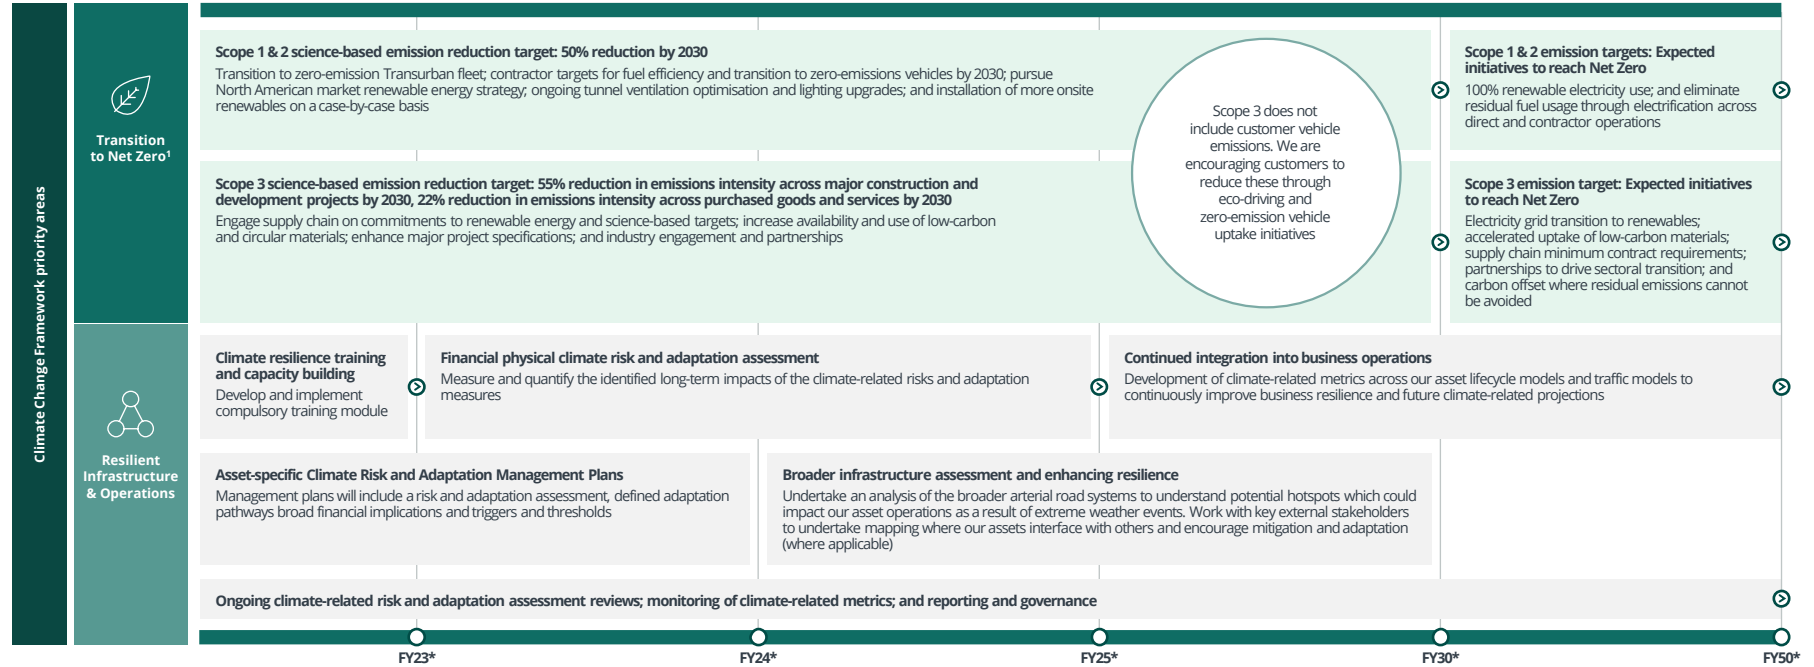 Climate Change Framework priority areas
Transition
to Net Zero¹
Scope 1 & 2 science-based emission reduction target: 50% reduction by 2030
Transition to zero-emission Transurban fleet; contractor targets for fuel efficiency and transition to zero-emissions vehicles by 2030; pursue
North American market renewable energy strategy; ongoing tunnel ventilation optimisation and lighting upgrades; and installation of more onsite
renewables on a case-by-case basis
Scope 3 science-based emission reduction target: 55% reduction in emissions intensity across major construction and
development projects by 2030, 22% reduction in emissions intensity across purchased goods and services by 2030
Engage supply chain on commitments to renewable energy and science-based targets; increase availability and use of low-carbon
and circular materials; enhance major project specifications; and industry engagement and partnerships
Scope 3 does not
include customer vehicle
emissions. We are
encouraging customers to
reduce these through
eco-driving and
zero-emission vehicle
uptake initiatives
Scope 1 & 2 emission targets: Expected
initiatives to reach Net Zero
100% renewable electricity use; and eliminate
residual fuel usage through electrification across
direct and contractor operations
Scope 3 emission target: Expected initiatives
to reach Net Zero
Electricity grid transition to renewables;
accelerated uptake of low-carbon materials;
supply chain minimum contract requirements;
partnerships to drive sectoral transition; and
carbon offset where residual emissions cannot
be avoided
Resilient
Infrastructure
& Operations
Climate resilience training
and capacity building
Develop and implement
compulsory training module
Financial physical climate risk and adaptation assessment
Measure and quantify the identified long-term impacts of the climate-related risks and adaptation
measures
Continued integration into business operations
Development of climate-related metrics across our asset lifecycle models and traffic models to
continuously improve business resilience and future climate-related projections
Asset-specific Climate Risk and Adaptation Management Plans
Management plans will include a risk and adaptation assessment, defined adaptation
pathways broad financial implications and triggers and thresholds
Broader infrastructure assessment and enhancing resilience
Undertake an analysis of the broader arterial road systems to understand potential hotspots which could
impact our asset operations as a result of extreme weather events. Work with key external stakeholders
to undertake mapping where our assets interface with others and encourage mitigation and adaptation
(where applicable)
Ongoing climate-related risk and adaptation assessment reviews; monitoring of climate-related metrics; and reporting and governance
FY23*
FY24*
FY25*
FY30*
FY50*